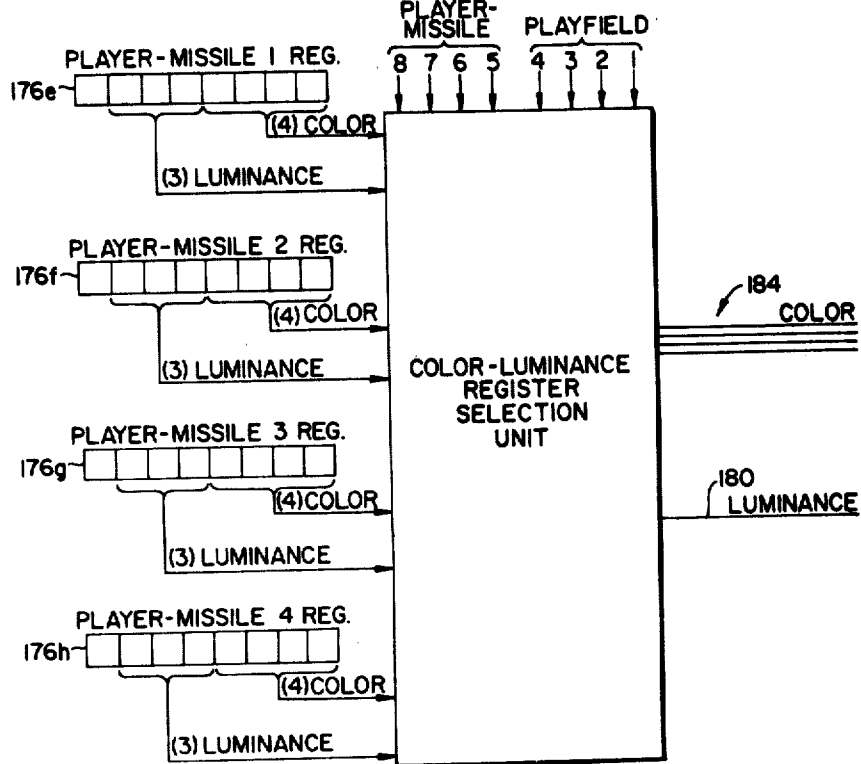 PLAYER-
MISSILE
PLAYFIELD
8 7 6 5 4 3 2 1
PLAYER-MISSILE 1 REG.
176e
(4) COLOR
(3) LUMINANCE
PLAYER-MISSILE 2 REG.
176f
(4) COLOR
(3) LUMINANCE
PLAYER-MISSILE 3 REG.
176g
(4) COLOR
(3) LUMINANCE
PLAYER-MISSILE 4 REG.
176h
(4) COLOR
(3) LUMINANCE
COLOR-LUMINANCE
REGISTER
SELECTION
UNIT
184
COLOR
180
LUMINANCE